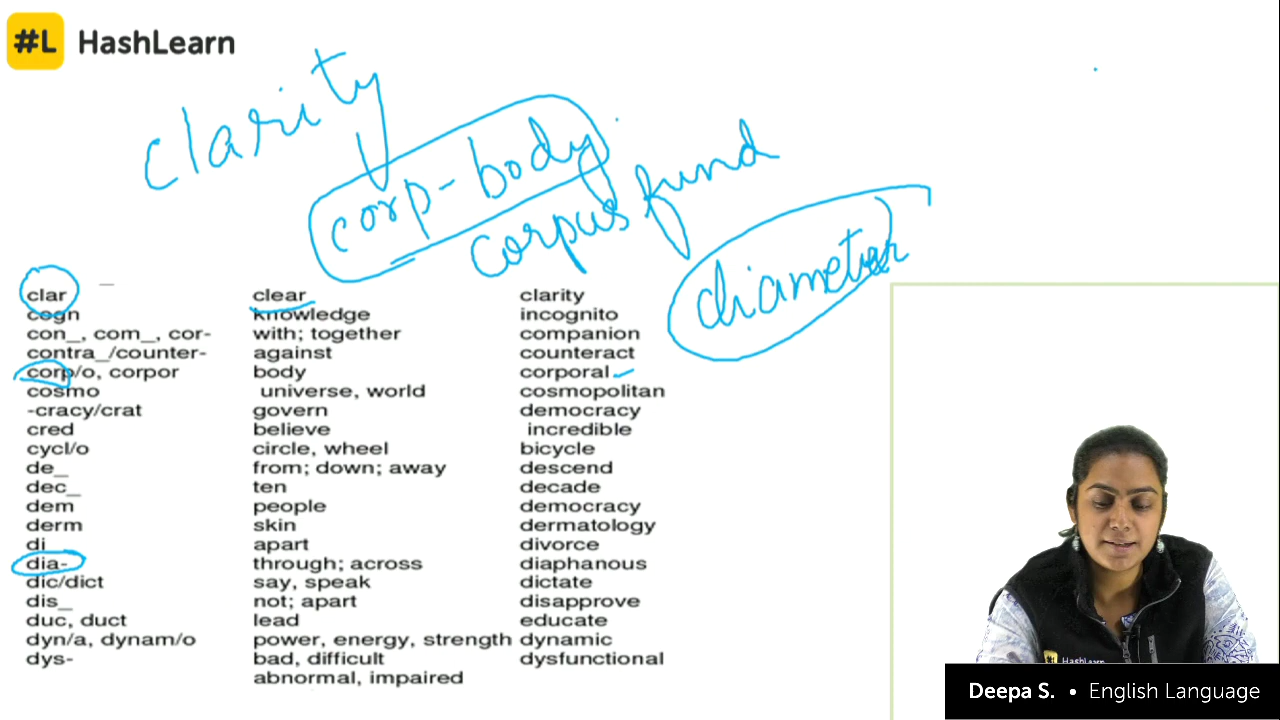 #L HashLearn
clarity
corp-body
corpus fund
diameter
clar clear clarity
cogn knowledge incognito
con_, com_, cor- with; together companion
contra_/counter- against counteract
corp/o, corpor body corporal
cosmo universe, world cosmopolitan
-cracy/crat govern democracy
cred believe incredible
cycl/o circle, wheel bicycle
de_ from; down; away descend
dec_ ten decade
dem people democracy
derm skin dermatology
di apart divorce
dia- through; across diaphanous
dic/dict say, speak dictate
dis_ not; apart disapprove
duc, duct lead educate
dyn/a, dynam/o power, energy, strength dynamic
dys- bad, difficult dysfunctional
abnormal, impaired
HashLearn
Deepa S. • English Language